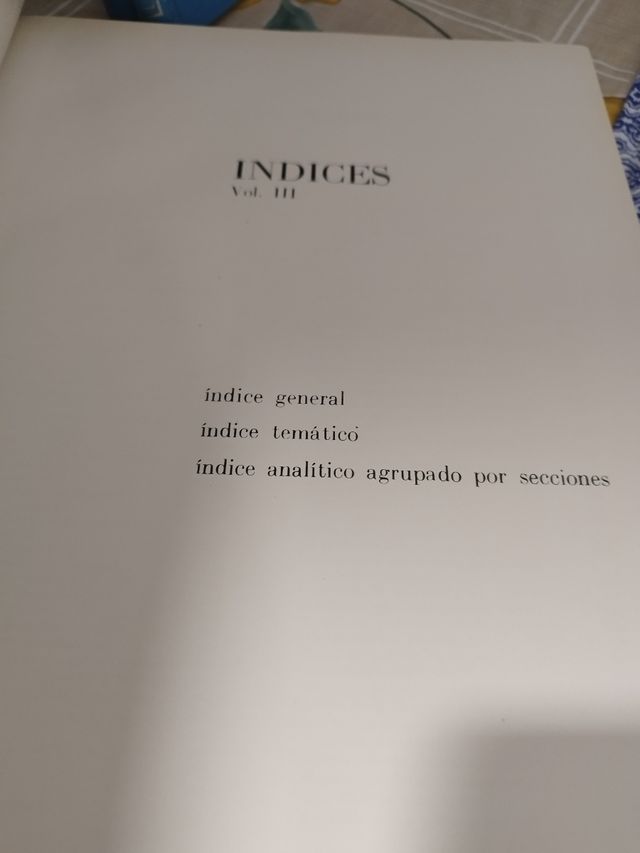 INDICES
Vol. III
índice general
índice temático
índice analítico agrupado por secciones